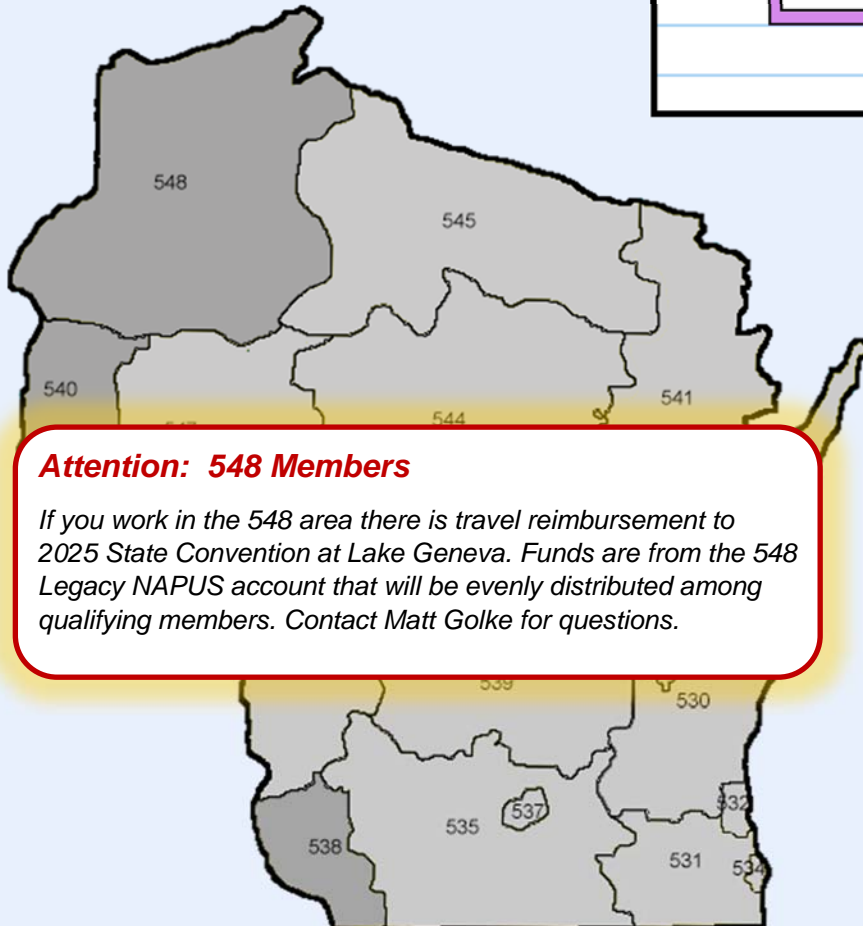 548
545
540
541
544
Attention: 548 Members
If you work in the 548 area there is travel reimbursement to
2025 State Convention at Lake Geneva. Funds are from the 548
Legacy NAPUS account that will be evenly distributed among
qualifying members. Contact Matt Golke for questions.
539
530
532
537
535
538
531
534